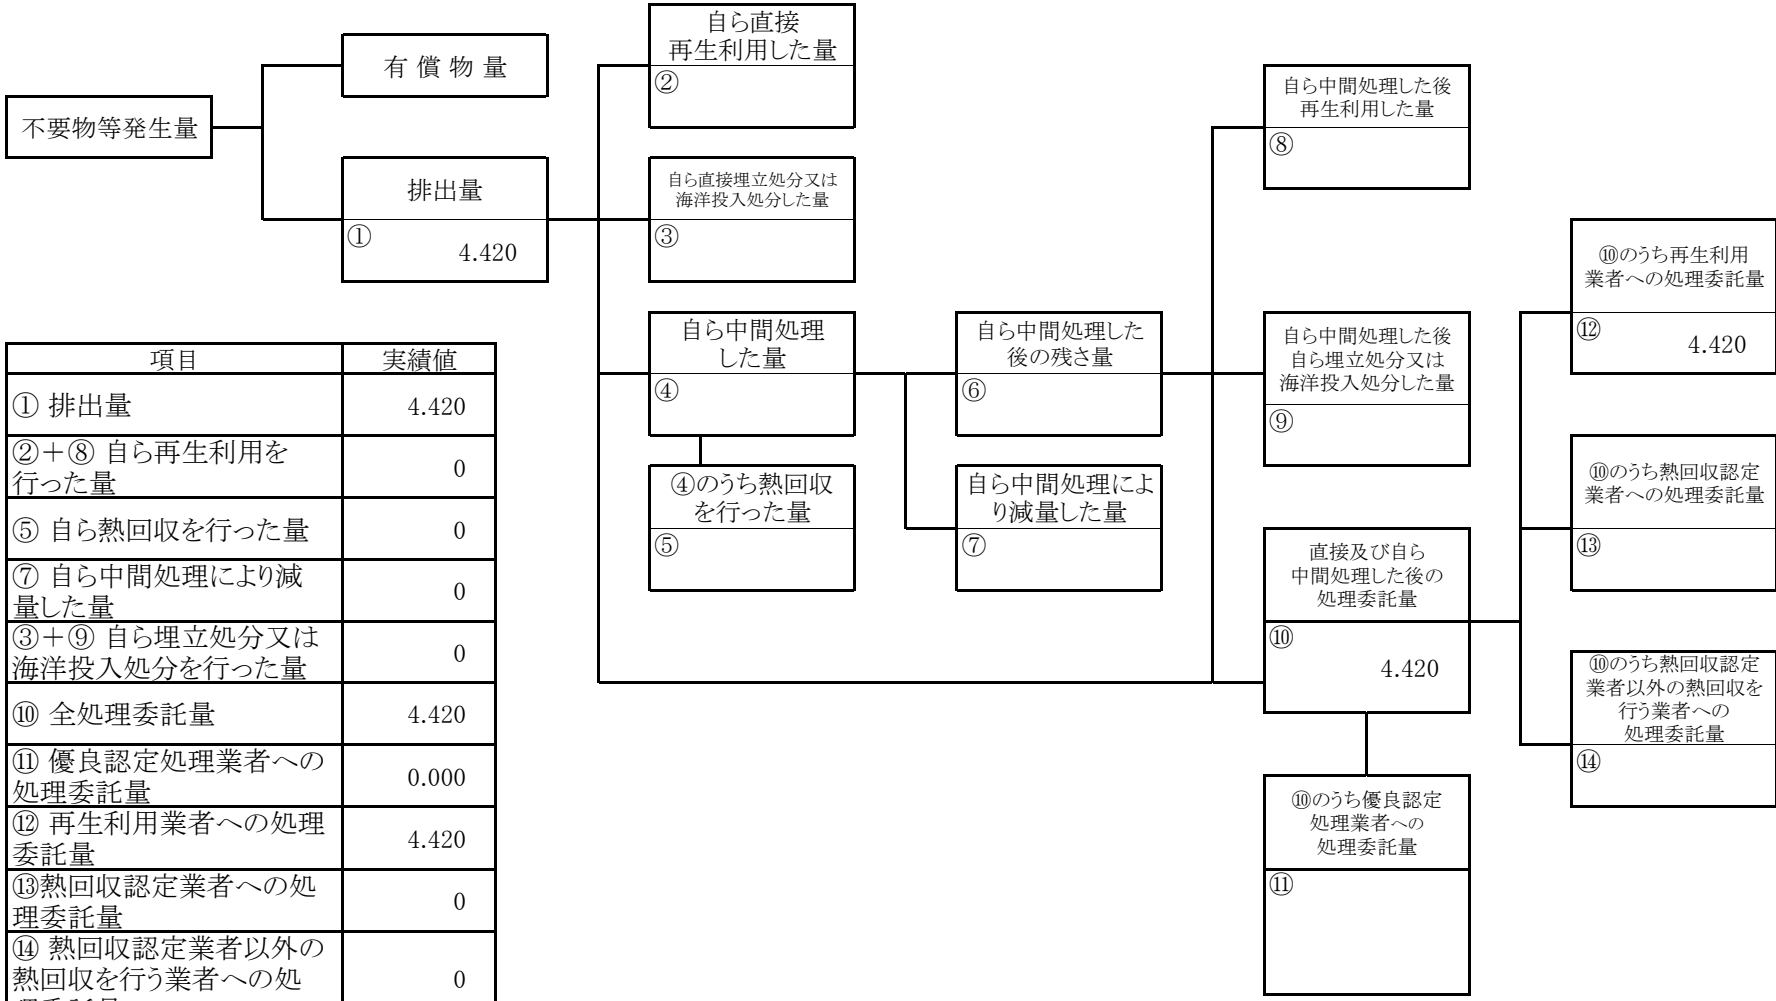 自ら直接
再生利用した量
②
有償物量
不要物等発生量
排出量
①
4.420
自ら直接埋立処分又は
海洋投入処分した量
③
自ら中間処理した後
再生利用した量
⑧
自ら中間処理
した量
④
自ら中間処理した
後の残さ量
⑥
自ら中間処理した後
自ら埋立処分又は
海洋投入処分した量
⑨
⑩のうち再生利用
業者への処理委託量
⑫
4.420
④のうち熱回収
を行った量
⑤
自ら中間処理によ
り減量した量
⑦
直接及び自ら
中間処理した後の
処理委託量
⑩
4.420
⑩のうち熱回収認定
業者への処理委託量
⑬
⑩のうち熱回収認定
業者以外の熱回収を
行う業者への
処理委託量
⑭
⑩のうち優良認定
処理業者への
処理委託量
⑪
項目 実績値
① 排出量 4.420
②＋⑧ 自ら再生利用を
行った量 0
⑤ 自ら熱回収を行った量 0
⑦ 自ら中間処理により減
量した量 0
③＋⑨ 自ら埋立処分又は
海洋投入処分を行った量 0
⑩ 全処理委託量 4.420
⑪ 優良認定処理業者への
処理委託量 0.000
⑫ 再生利用業者への処理
委託量 4.420
⑬熱回収認定業者への処
理委託量 0
⑭ 熱回収認定業者以外の
熱回収を行う業者への処 0